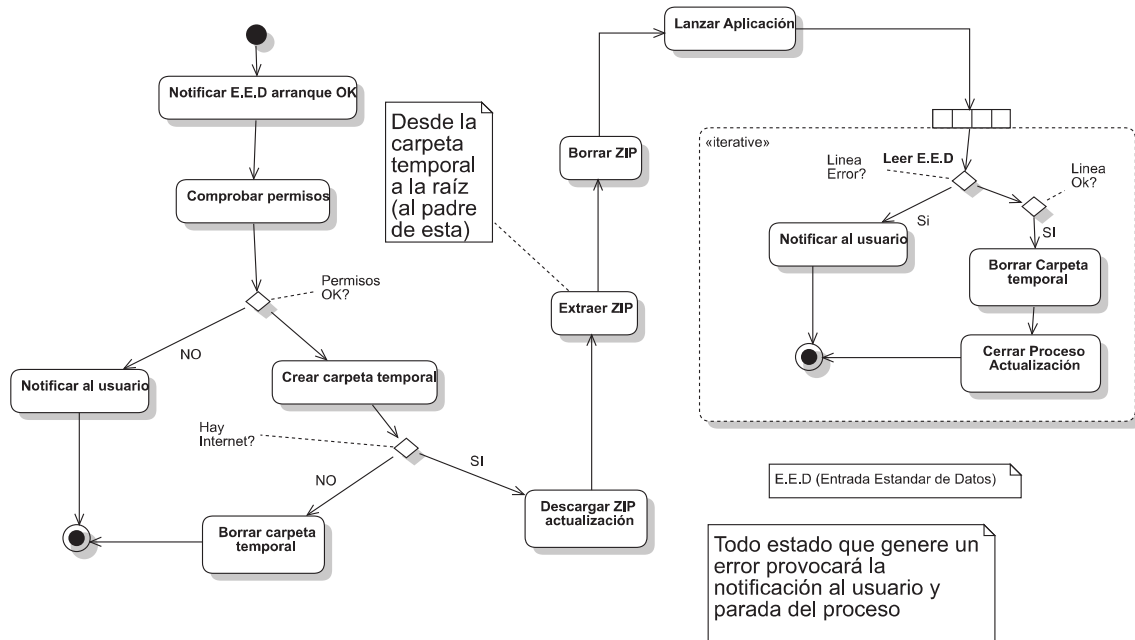 Notificar E.E.D arranque OK
Comprobar permisos
Permisos
OK?
NO
Notificar al usuario
Crear carpeta temporal
Hay
Internet?
NO
SI
Borrar carpeta
temporal
Descargar ZIP
actualización
Desde la
carpeta
temporal
a la raíz
(al padre
de esta)
Extraer ZIP
Borrar ZIP
Lanzar Aplicación
«iterative»
Linea
Error?
Leer E.E.D
Linea
Ok?
Si
SI
Notificar al usuario
Borrar Carpeta
temporal
Cerrar Proceso
Actualización
E.E.D (Entrada Estandar de Datos)
Todo estado que genere un
error provocará la
notificación al usuario y
parada del proceso